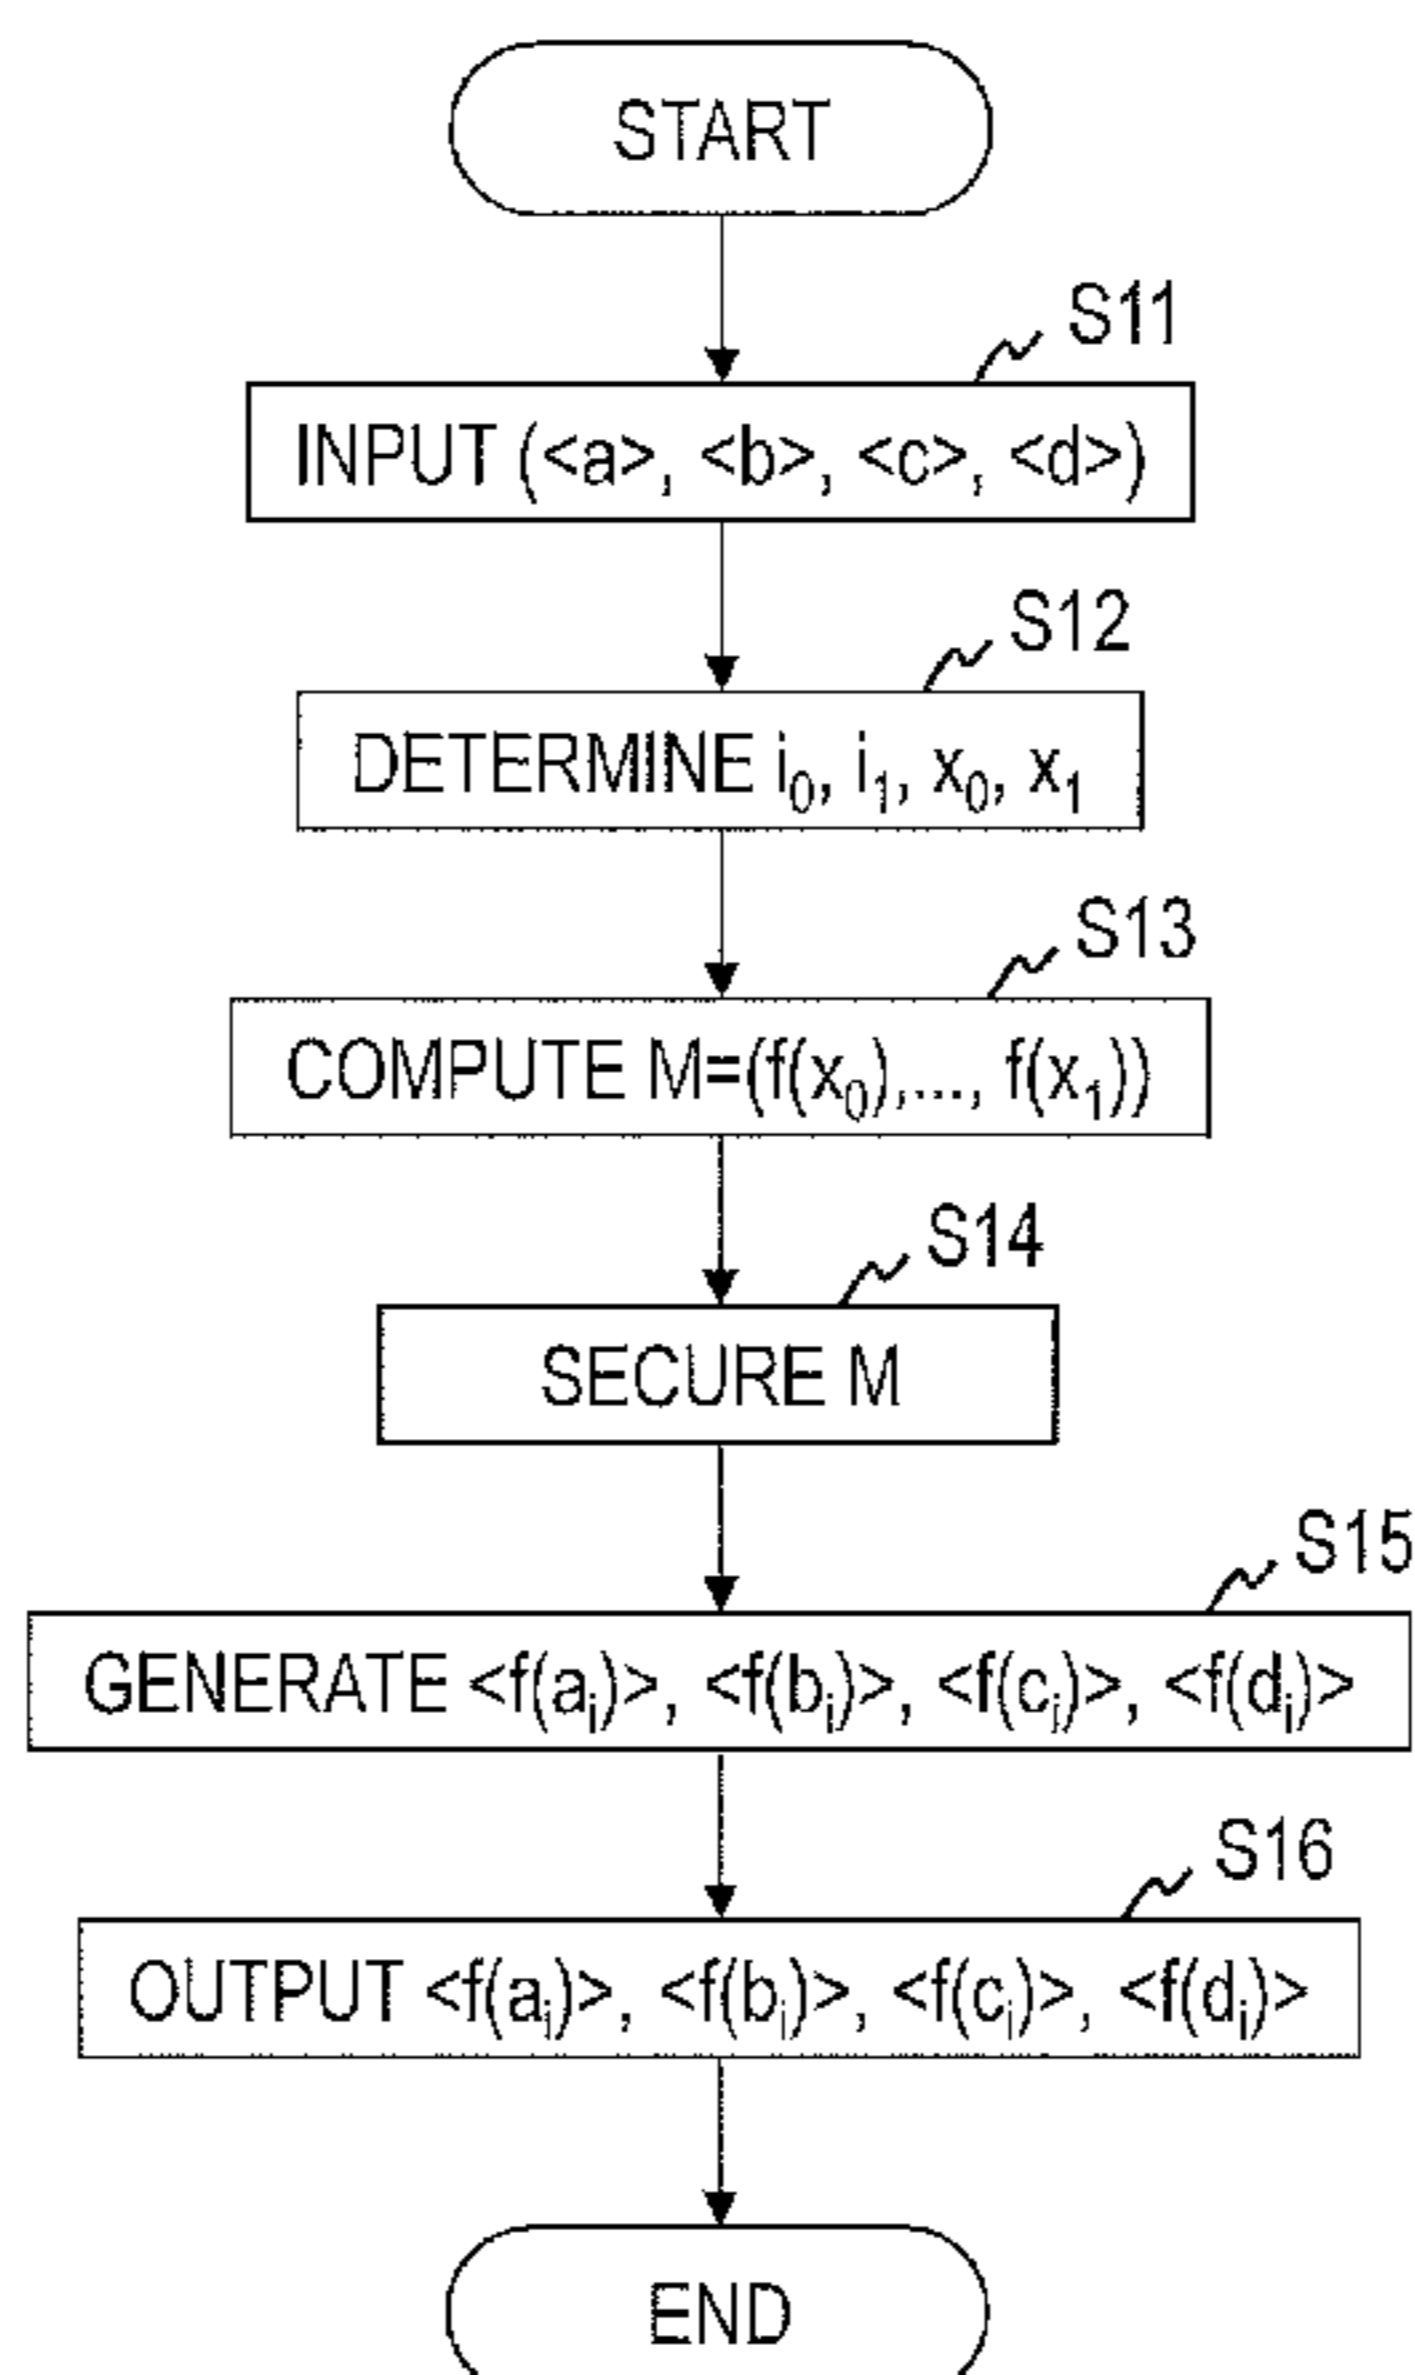 START
S11
INPUT (<a>, <b>, <c>, <d>)
S12
DETERMINE i₀, i₁, x₀, x₁
S13
COMPUTE M=(f(x₀),..., f(x₁))
S14
SECURE M
S15
GENERATE <f(aᵢ)>, <f(bᵢ)>, <f(cᵢ)>, <f(dᵢ)>
S16
OUTPUT <f(aᵢ)>, <f(bᵢ)>, <f(cᵢ)>, <f(dᵢ)>
END